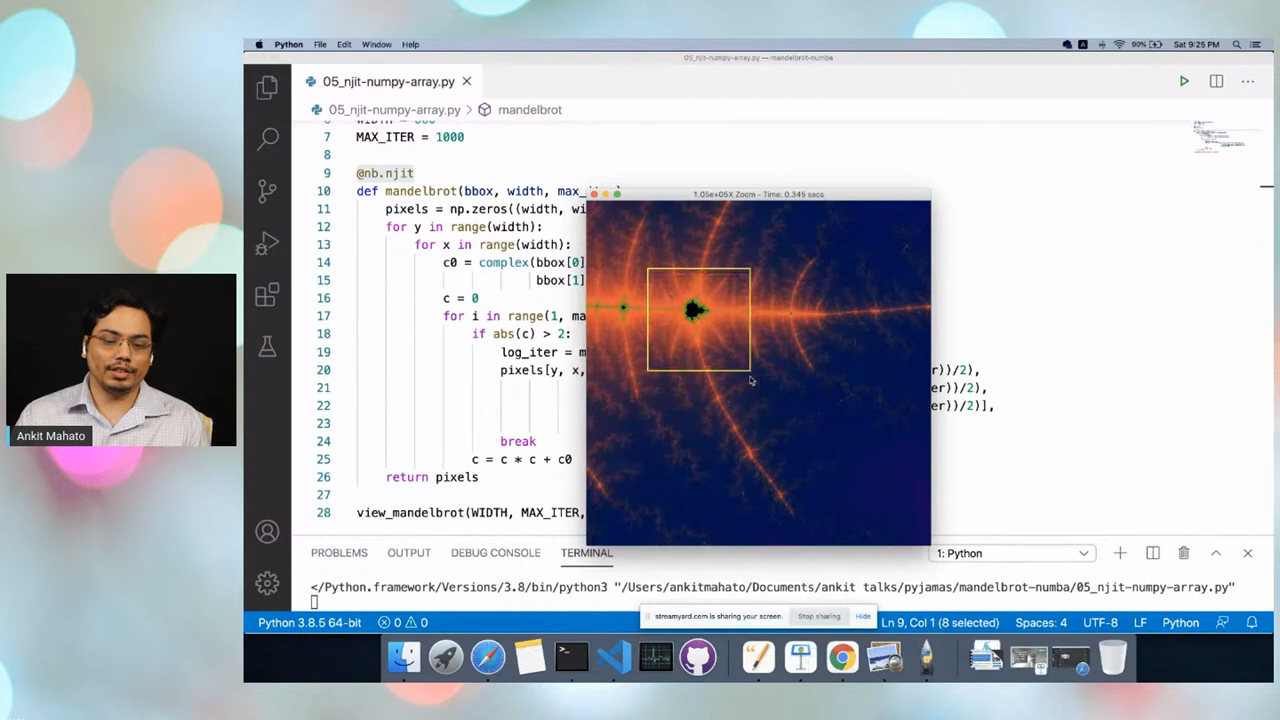 Python File Edit Window Help
90% Sat 9:25 PM
05_njit-numpy-array.py — mandelbrot-numba
05_njit-numpy-array.py
05_njit-numpy-array.py > mandelbrot
7 MAX_ITER = 1000
8
9 @nb.njit
10 def mandelbrot(bbox, width, max_
11 pixels = np.zeros((width, wi
12 for y in range(width):
13 for x in range(width):
14 c0 = complex(bbox[0]
15 bbox[1]
16 c = 0
17 for i in range(1, ma
18 if abs(c) > 2:
19 log_iter = m
20 pixels[y, x, er))/2),
21 er))/2),
22 er))/2)],
23
24 break
25 c = c * c + c0
26 return pixels
27
28 view_mandelbrot(WIDTH, MAX_ITER,
1.05e+05X Zoom - Time: 0.345 secs
Ankit Mahato
PROBLEMS OUTPUT DEBUG CONSOLE TERMINAL 1: Python
</Python.framework/Versions/3.8/bin/python3 "/Users/ankitmahato/Documents/ankit talks/pyjamas/mandelbrot-numba/05_njit-numpy-array.py"
streamyard.com is sharing your screen. Stop sharing Hide
Python 3.8.5 64-bit 0 0 Ln 9, Col 1 (8 selected) Spaces: 4 UTF-8 LF Python